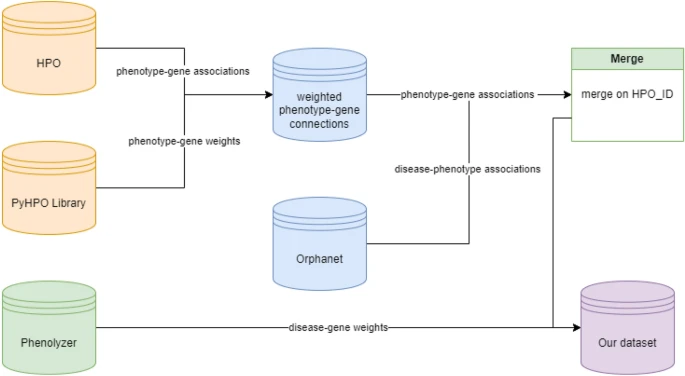 HPO
phenotype-gene associations
phenotype-gene weights
PyHPO Library
weighted
phenotype-gene
connections
phenotype-gene associations
disease-phenotype associations
Orphanet
Merge
merge on HPO_ID
Phenolyzer
disease-gene weights
Our dataset